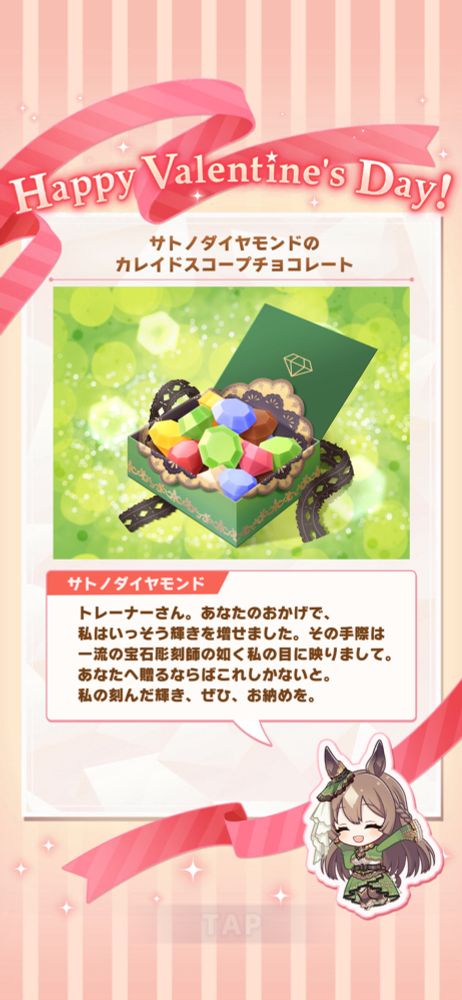 Happy Valentine's Day!
サトノダイヤモンドの
カレイドスコープチョコレート
サトノダイヤモンド
トレーナーさん。あなたのおかげで、
私はいっそう輝きを増せました。その手際は
一流の宝石彫刻師の如く私の目に映りまして。
あなたへ贈るならばこれしかないと。
私の刻んだ輝き、ぜひ、お納めを。
TAP